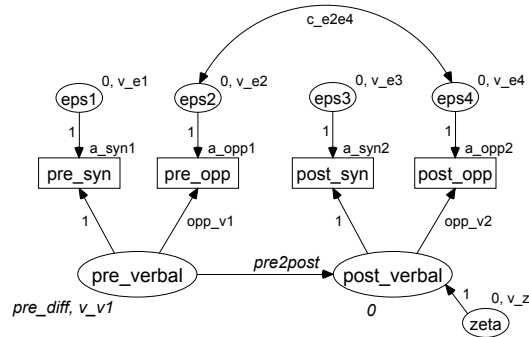 c_e2e4
0, v_e1
0, v_e2
0, v_e3
0, v_e4
eps1
eps2
eps3
eps4
1
1
1
1
a_syn1
a_opp1
a_syn2
a_opp2
pre_syn
pre_opp
post_syn
post_opp
1
opp_v1
1
opp_v2
pre_verbal
pre2post
post_verbal
pre_diff, v_v1
0
1
0, v_z
zeta